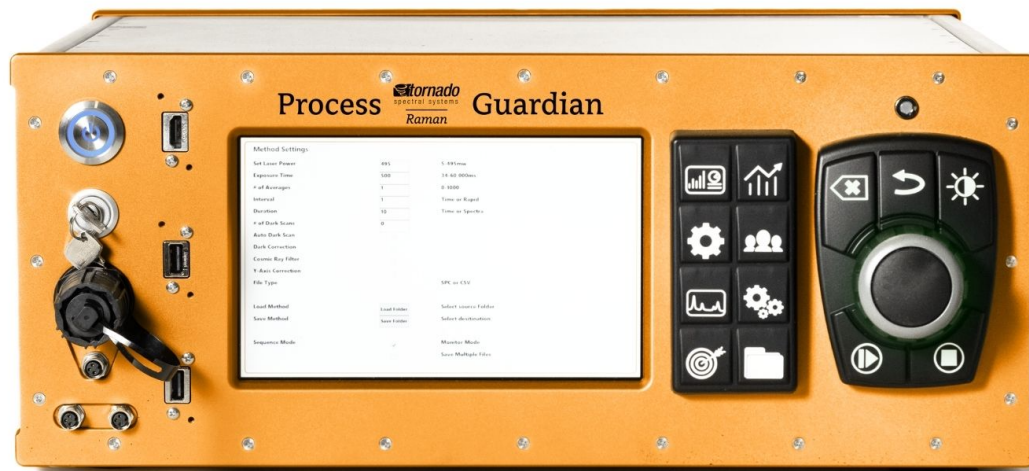 Process tornado Guardian
spectral systems
Raman
Method Settings
Set Laser Power 495 5-495mw
Exposure Time 500
# of Averages 1
Interval 1 Time or Rapid
Duration 10 Time or Spectra
# of Dark Scans 0
Auto Dark Scan
Dark Correction
Cosmic Ray Filter
Y-Axis Correction
File Type SPC or CSV
Load Method Load Folder Select source Folder
Save Method Save Folder Select destination
Sequence Mode Monitor Mode
Save Multiple Files